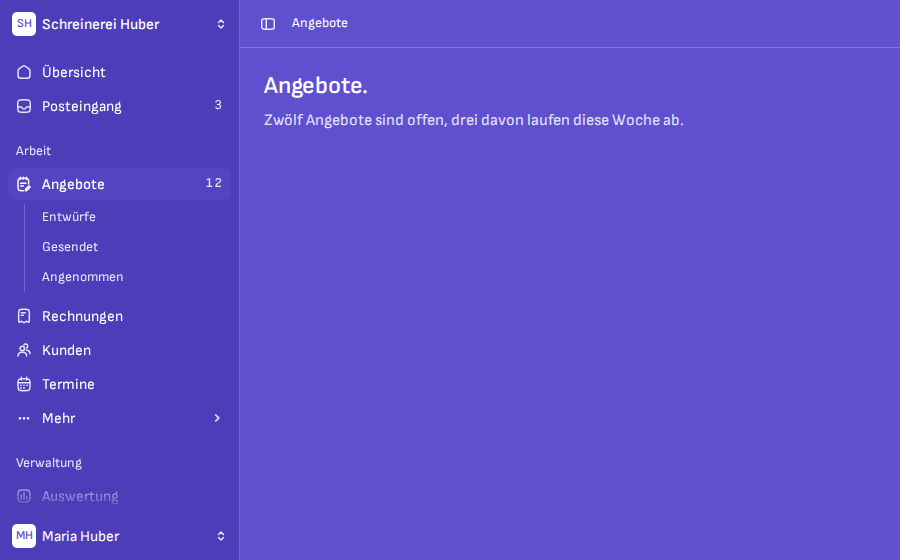 SH Schreinerei Huber
Übersicht
Posteingang 3
Arbeit
Angebote 12
Entwürfe
Gesendet
Angenommen
Rechnungen
Kunden
Termine
Mehr
Verwaltung
Auswertung
MH Maria Huber
Angebote
Angebote.
Zwölf Angebote sind offen, drei davon laufen diese Woche ab.